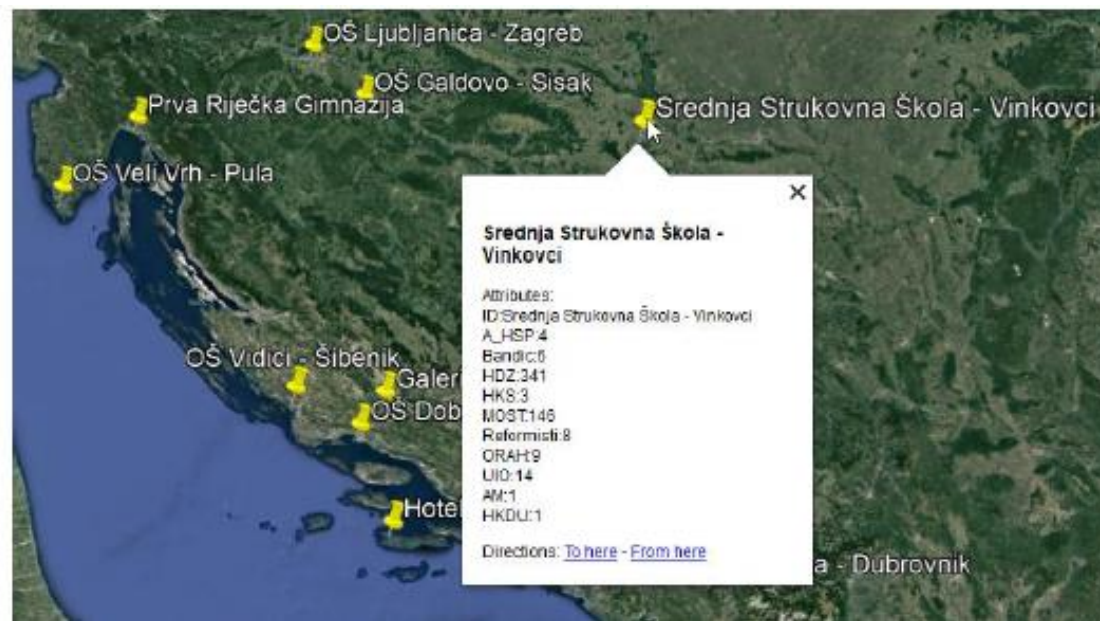 OŠ Ljubljanica - Zagreb
OŠ Galdovo - Sisak
Prva Riječka Gimnazija
Srednja Strukovna Škola - Vinkovci
OŠ Veli Vrh - Pula
Srednja Strukovna Škola -
Vinkovci
Attributes:
ID:Srednja Strukovna Škola - Vinkovci
A_HSP:4
Bandic:6
HDZ:341
HKS:3
MOST:146
Reformisti:8
ORAH:9
UIO:14
AM:1
HKDU:1
Directions: To here - From here
OŠ Vidici - Šibenik
Galeri
OŠ Dob
Hotel
a - Dubrovnik